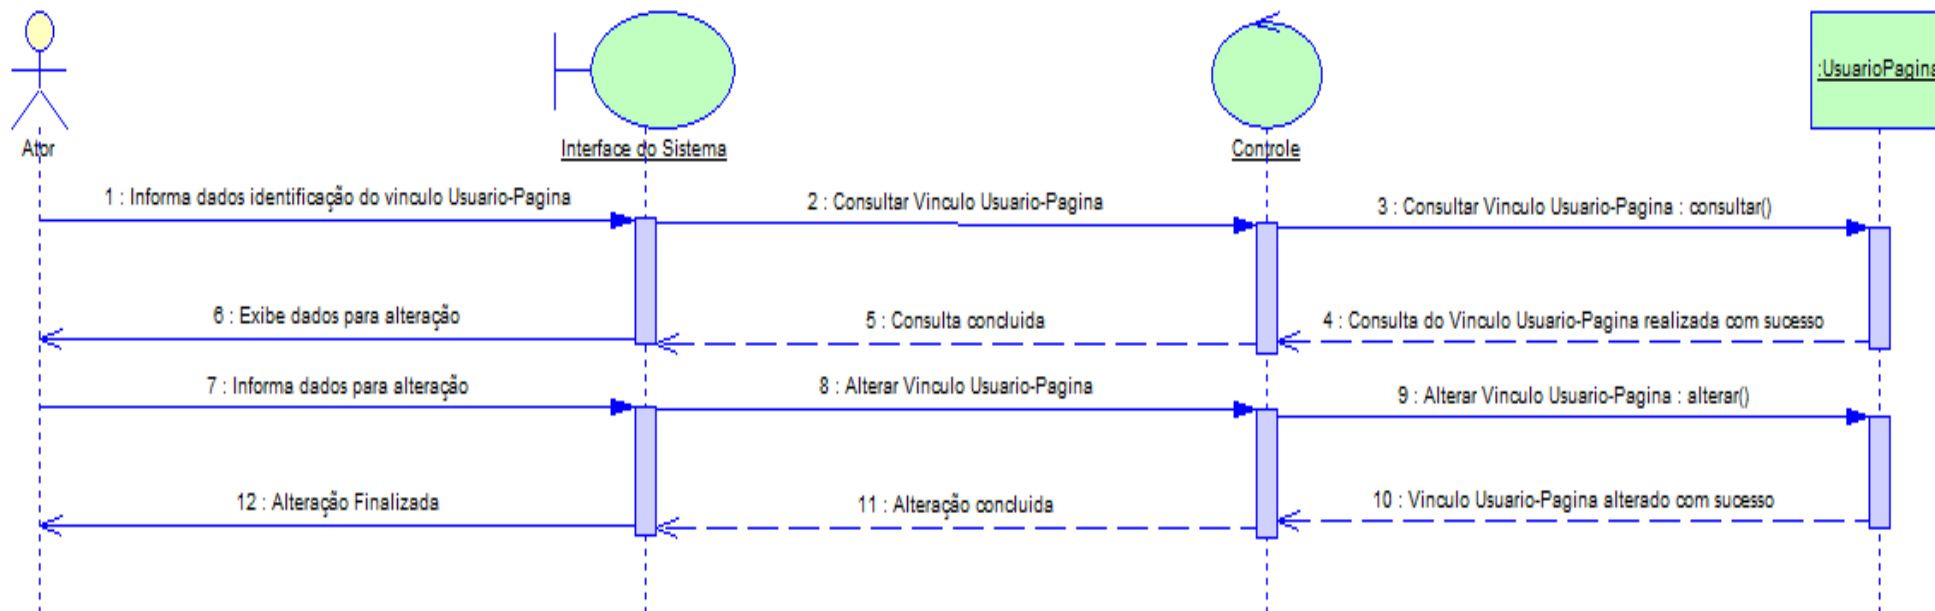 :UsuarioPagina
Ator
Interface do Sistema
Controle
1 : Informa dados identificação do vinculo Usuario-Pagina
2 : Consultar Vinculo Usuario-Pagina
3 : Consultar Vinculo Usuario-Pagina : consultar()
6 : Exibe dados para alteração
5 : Consulta concluida
4 : Consulta do Vinculo Usuario-Pagina realizada com sucesso
7 : Informa dados para alteração
8 : Alterar Vinculo Usuario-Pagina
9 : Alterar Vinculo Usuario-Pagina : alterar()
12 : Alteração Finalizada
11 : Alteração concluida
10 : Vinculo Usuario-Pagina alterado com sucesso